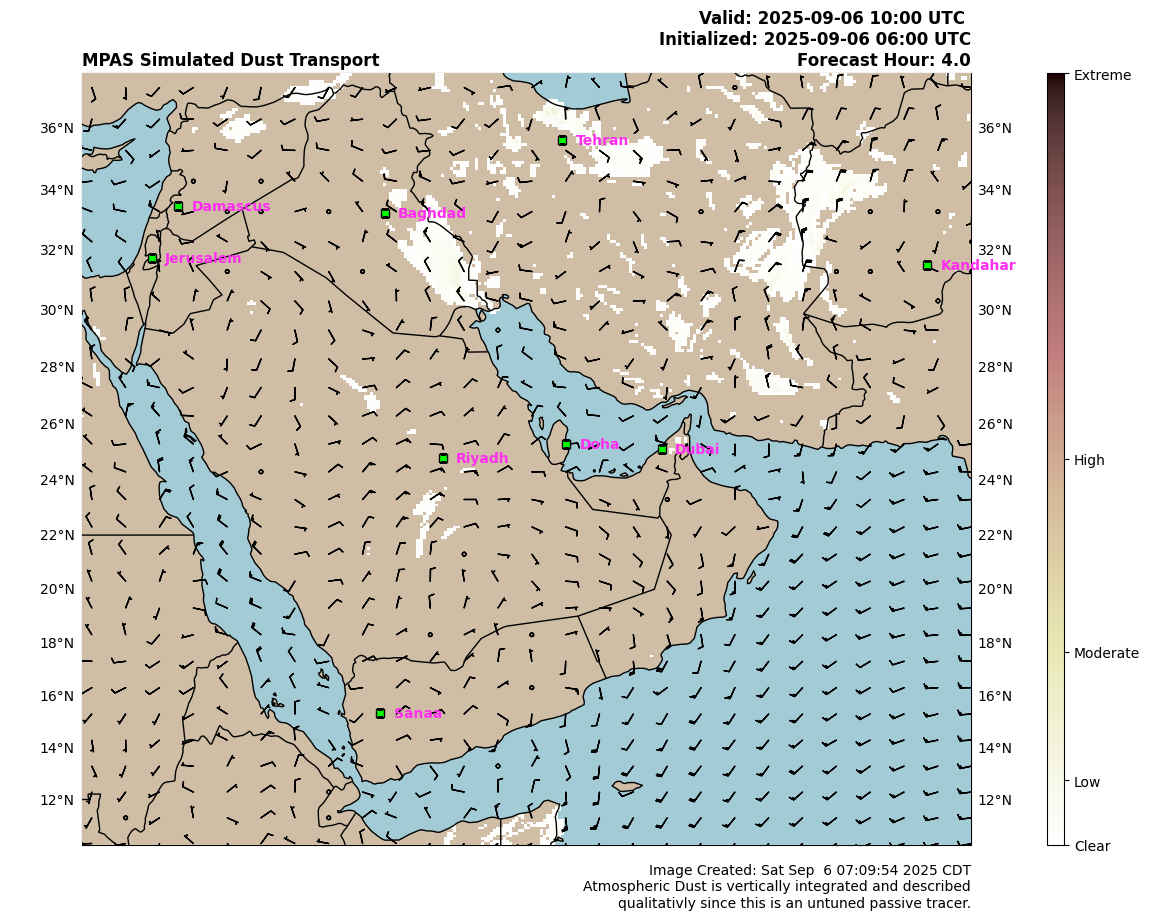 Valid: 2025-09-06 10:00 UTC
Initialized: 2025-09-06 06:00 UTC
MPAS Simulated Dust Transport
Forecast Hour: 4.0
Extreme
36°N
Tehran
36°N
34°N
Damascus
Baghdad
34°N
32°N
Jerusalem
Kandahar
32°N
30°N
30°N
28°N
28°N
26°N
Doha
Dubai
26°N
Riyadh
High
24°N
24°N
22°N
22°N
20°N
20°N
18°N
18°N
Moderate
16°N
Sanaa
16°N
14°N
14°N
12°N
12°N
Low
Clear
Image Created: Sat Sep  6 07:09:54 2025 CDT
Atmospheric Dust is vertically integrated and described
qualitativly since this is an untuned passive tracer.